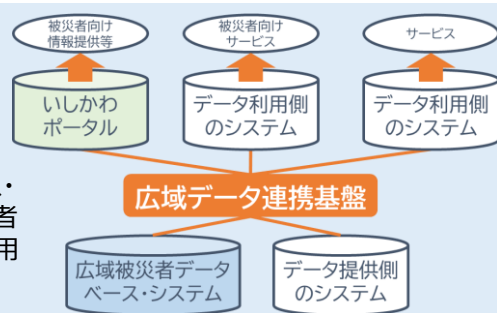 被災者向け
情報提供等
被災者向け
サービス
サービス
いしかわ
ポータル
データ利用側
のシステム
データ利用側
のシステム
・
者
用
広域データ連携基盤
広域被災者データ
ベース・システム
データ提供側
のシステム